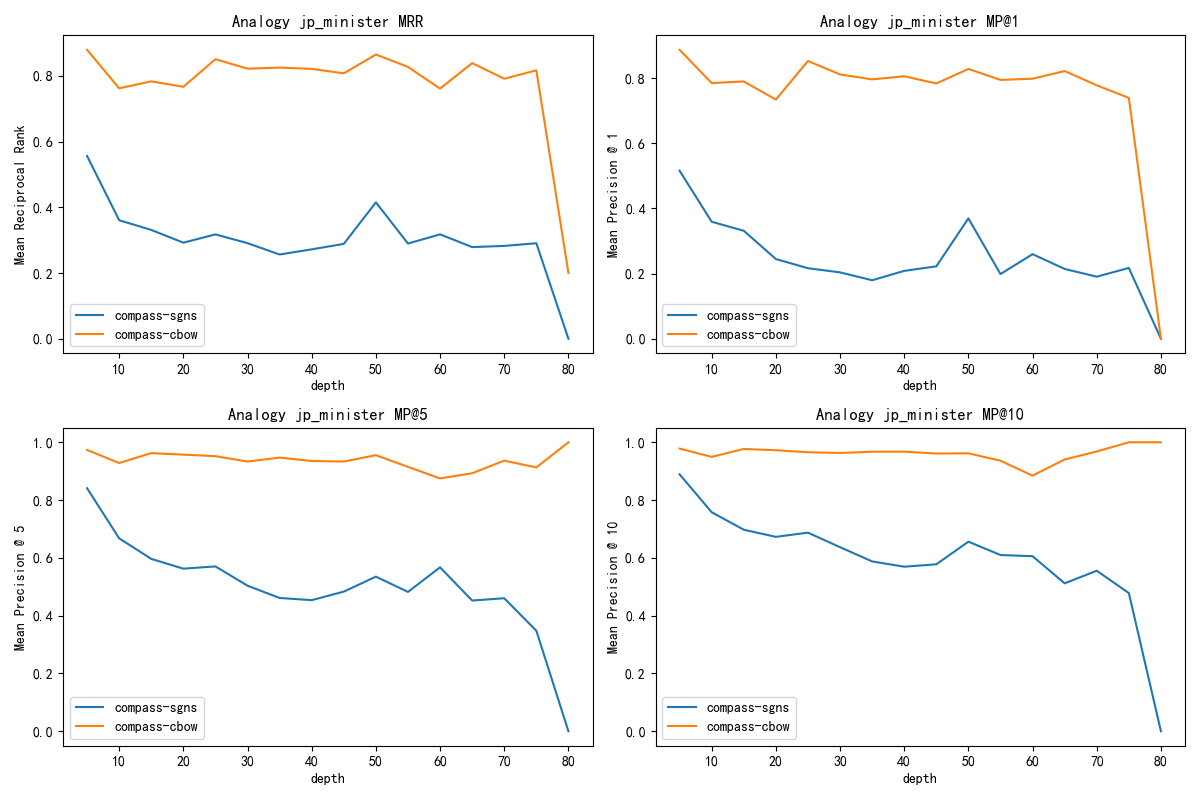 Analogy jp_minister MRR
Mean Reciprocal Rank
0.8
0.6
0.4
0.2
0.0
compass-sgns
compass-cbow
10 20 30 40 50 60 70 80
depth
Analogy jp_minister MP@1
Mean Precision @ 1
0.8
0.6
0.4
0.2
0.0
compass-sgns
compass-cbow
10 20 30 40 50 60 70 80
depth
Analogy jp_minister MP@5
Mean Precision @ 5
1.0
0.8
0.6
0.4
0.2
0.0
compass-sgns
compass-cbow
10 20 30 40 50 60 70 80
depth
Analogy jp_minister MP@10
Mean Precision @ 10
1.0
0.8
0.6
0.4
0.2
0.0
compass-sgns
compass-cbow
10 20 30 40 50 60 70 80
depth